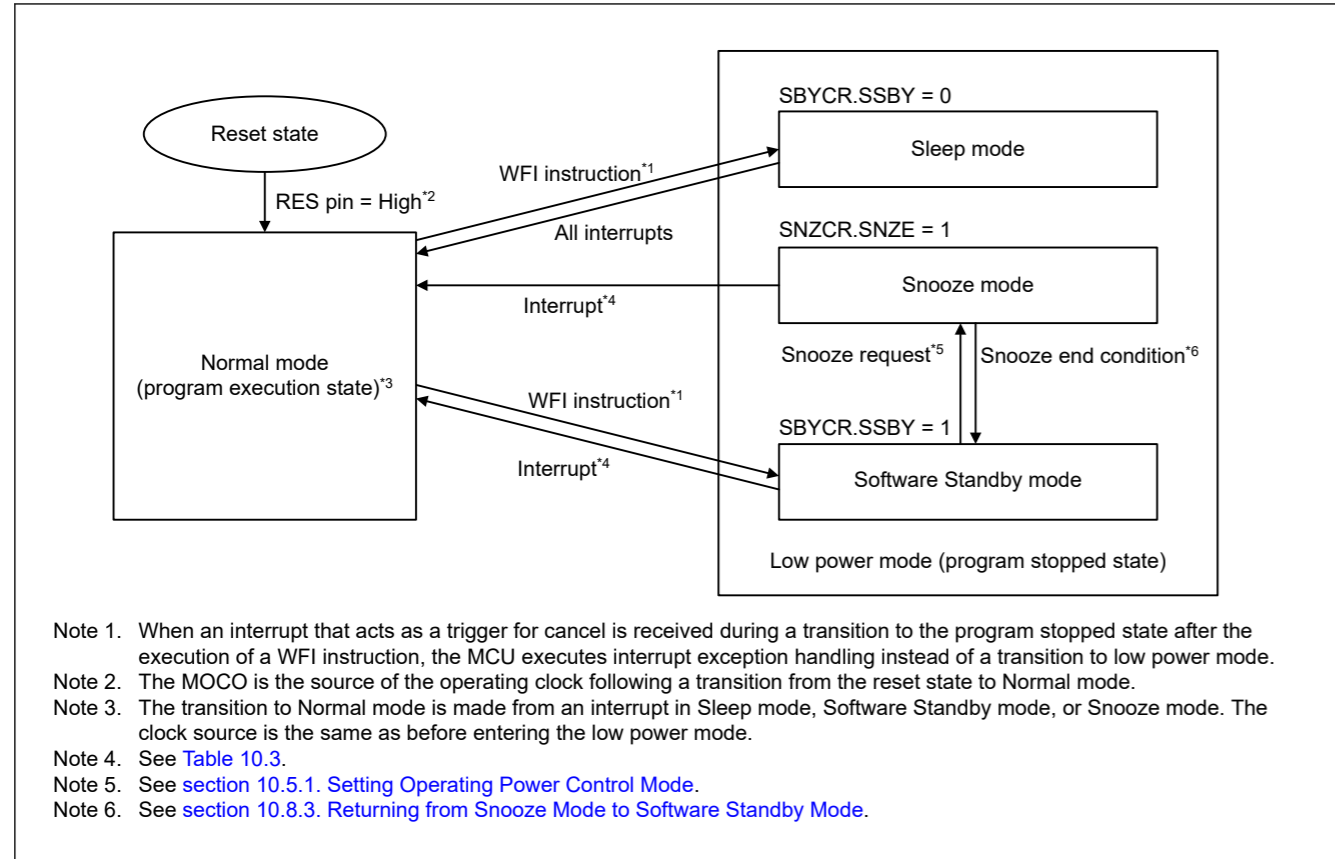 Reset state
RES pin = High*2
Normal mode
(program execution state)*3
WFI instruction*1
All interrupts
Interrupt*4
WFI instruction*1
Interrupt*4
SBYCR.SSBY = 0
Sleep mode
SNZCR.SNZE = 1
Snooze mode
Snooze request*5
Snooze end condition*6
SBYCR.SSBY = 1
Software Standby mode
Low power mode (program stopped state)
Note 1. When an interrupt that acts as a trigger for cancel is received during a transition to the program stopped state after the
execution of a WFI instruction, the MCU executes interrupt exception handling instead of a transition to low power mode.
Note 2. The MOCO is the source of the operating clock following a transition from the reset state to Normal mode.
Note 3. The transition to Normal mode is made from an interrupt in Sleep mode, Software Standby mode, or Snooze mode. The
clock source is the same as before entering the low power mode.
Note 4. See Table 10.3.
Note 5. See section 10.5.1. Setting Operating Power Control Mode.
Note 6. See section 10.8.3. Returning from Snooze Mode to Software Standby Mode.